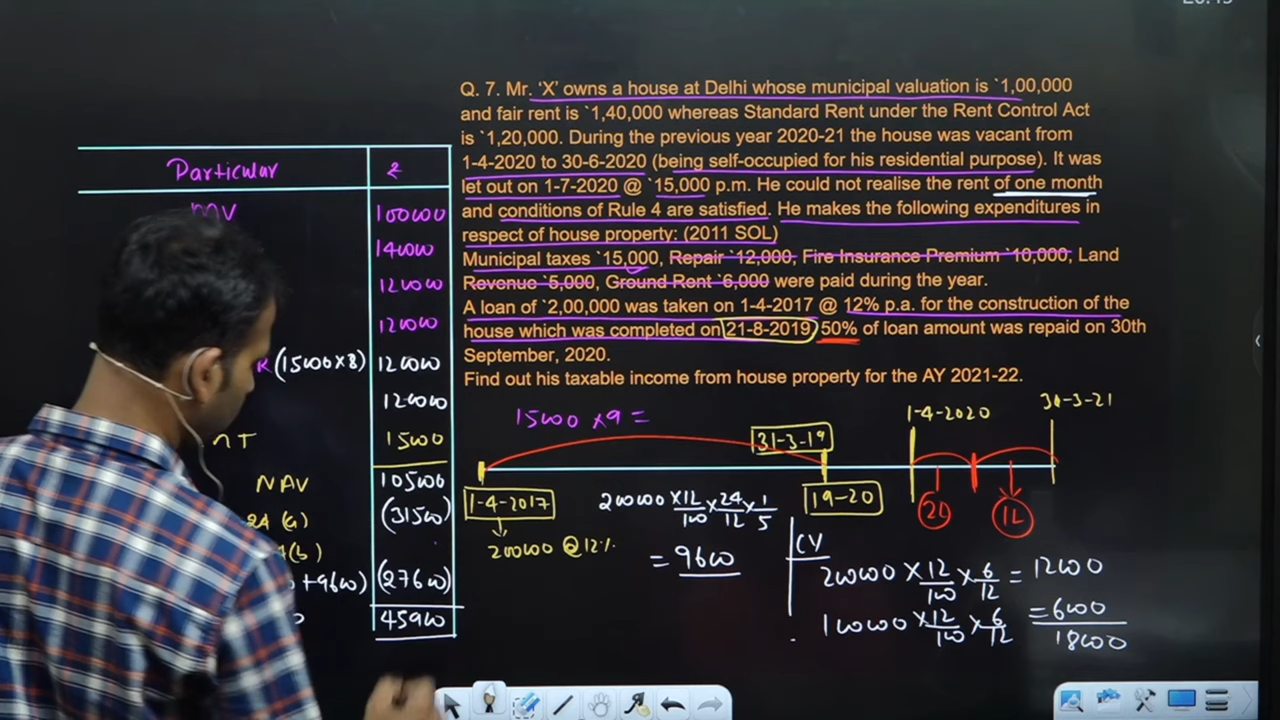 Q. 7. Mr. ‘X’ owns a house at Delhi whose municipal valuation is `1,00,000
and fair rent is `1,40,000 whereas Standard Rent under the Rent Control Act
is `1,20,000. During the previous year 2020-21 the house was vacant from
1-4-2020 to 30-6-2020 (being self-occupied for his residential purpose). It was
let out on 1-7-2020 @ `15,000 p.m. He could not realise the rent of one month
and conditions of Rule 4 are satisfied. He makes the following expenditures in
respect of house property: (2011 SOL)
Municipal taxes `15,000, Repair `12,000, Fire Insurance Premium `10,000, Land
Revenue `5,000, Ground Rent `6,000 were paid during the year.
A loan of `2,00,000 was taken on 1-4-2017 @ 12% p.a. for the construction of the
house which was completed on 21-8-2019 50% of loan amount was repaid on 30th
September, 2020.
Find out his taxable income from house property for the AY 2021-22.
Particular ₹
MV 100000
140000
120000
120000
R (15000×8) 120000
120000
15000
NAV 105000
24 (a) (31500)
(b)
+9600) (27600)
45900
15000 ×9 =
31-3-19
1-4-2020
31-3-21
1-4-2017
19-20
2L
1L
200000 @12%
200000 × 12/100 × 24/12 × 1/5
= 9600
CY
200000 × 12/100 × 6/12 = 12000
100000 × 12/100 × 6/12 = 6000
18000